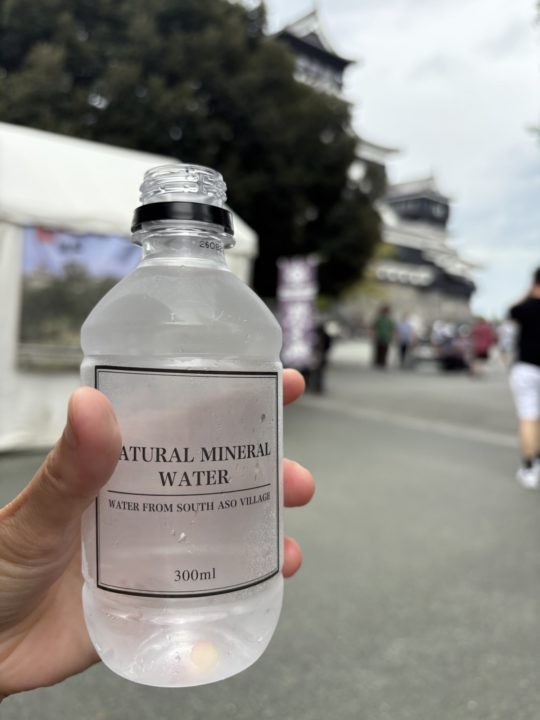 ATURAL MINERAL
WATER
WATER FROM SOUTH ASO VILLAGE
300ml